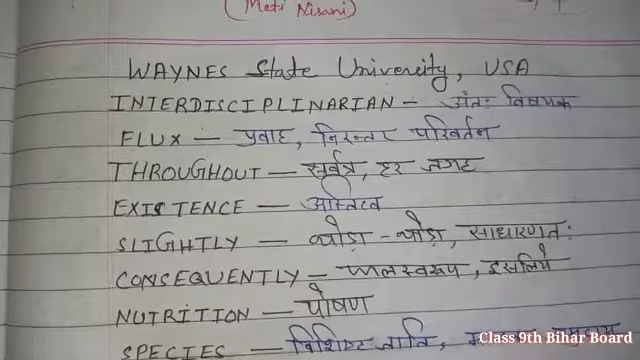 (Moti Nisani)
WAYNES State Univercity, USA
INTERDISCIPLINARIAN - अंतः विषयक
FLUX - प्रवाह, निरन्तर परिवर्तन
THROUGHOUT - सर्वत्र, हर जगह
EXISTENCE - अस्तित्व
SLIGHTLY - थोड़ा-थोड़ा, साधारणतः
CONSEQUENTLY - फलस्वरूप, इसलिये
NUTRITION - पोषण
SPECIES - विशिष्ट जाति,
Class 9th Bihar Board